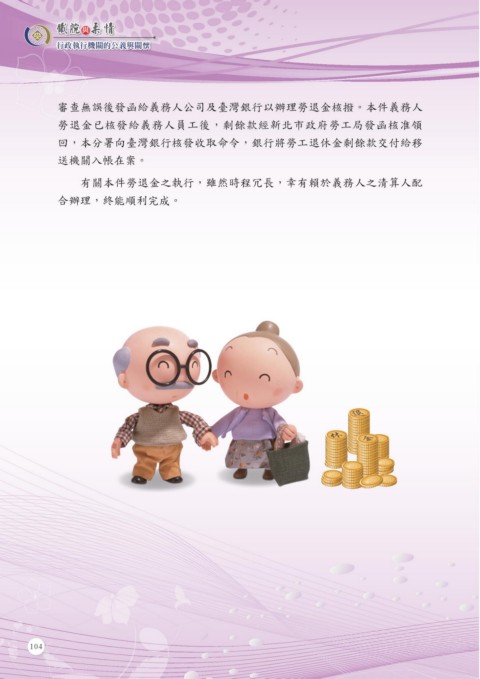 鐵腕與柔情
行政執行機關的公義與關懷
審查無誤後發函給義務人公司及臺灣銀行以辦理勞退金核撥。本件義務人
勞退金已核發給義務人員工後，剩餘款經新北市政府勞工局發函核准領
回，本分署向臺灣銀行核發收取命令，銀行將勞工退休金剩餘款交付給移
送機關入帳在案。
有關本件勞退金之執行，雖然時程冗長，幸有賴於義務人之清算人配
合辦理，終能順利完成。
104